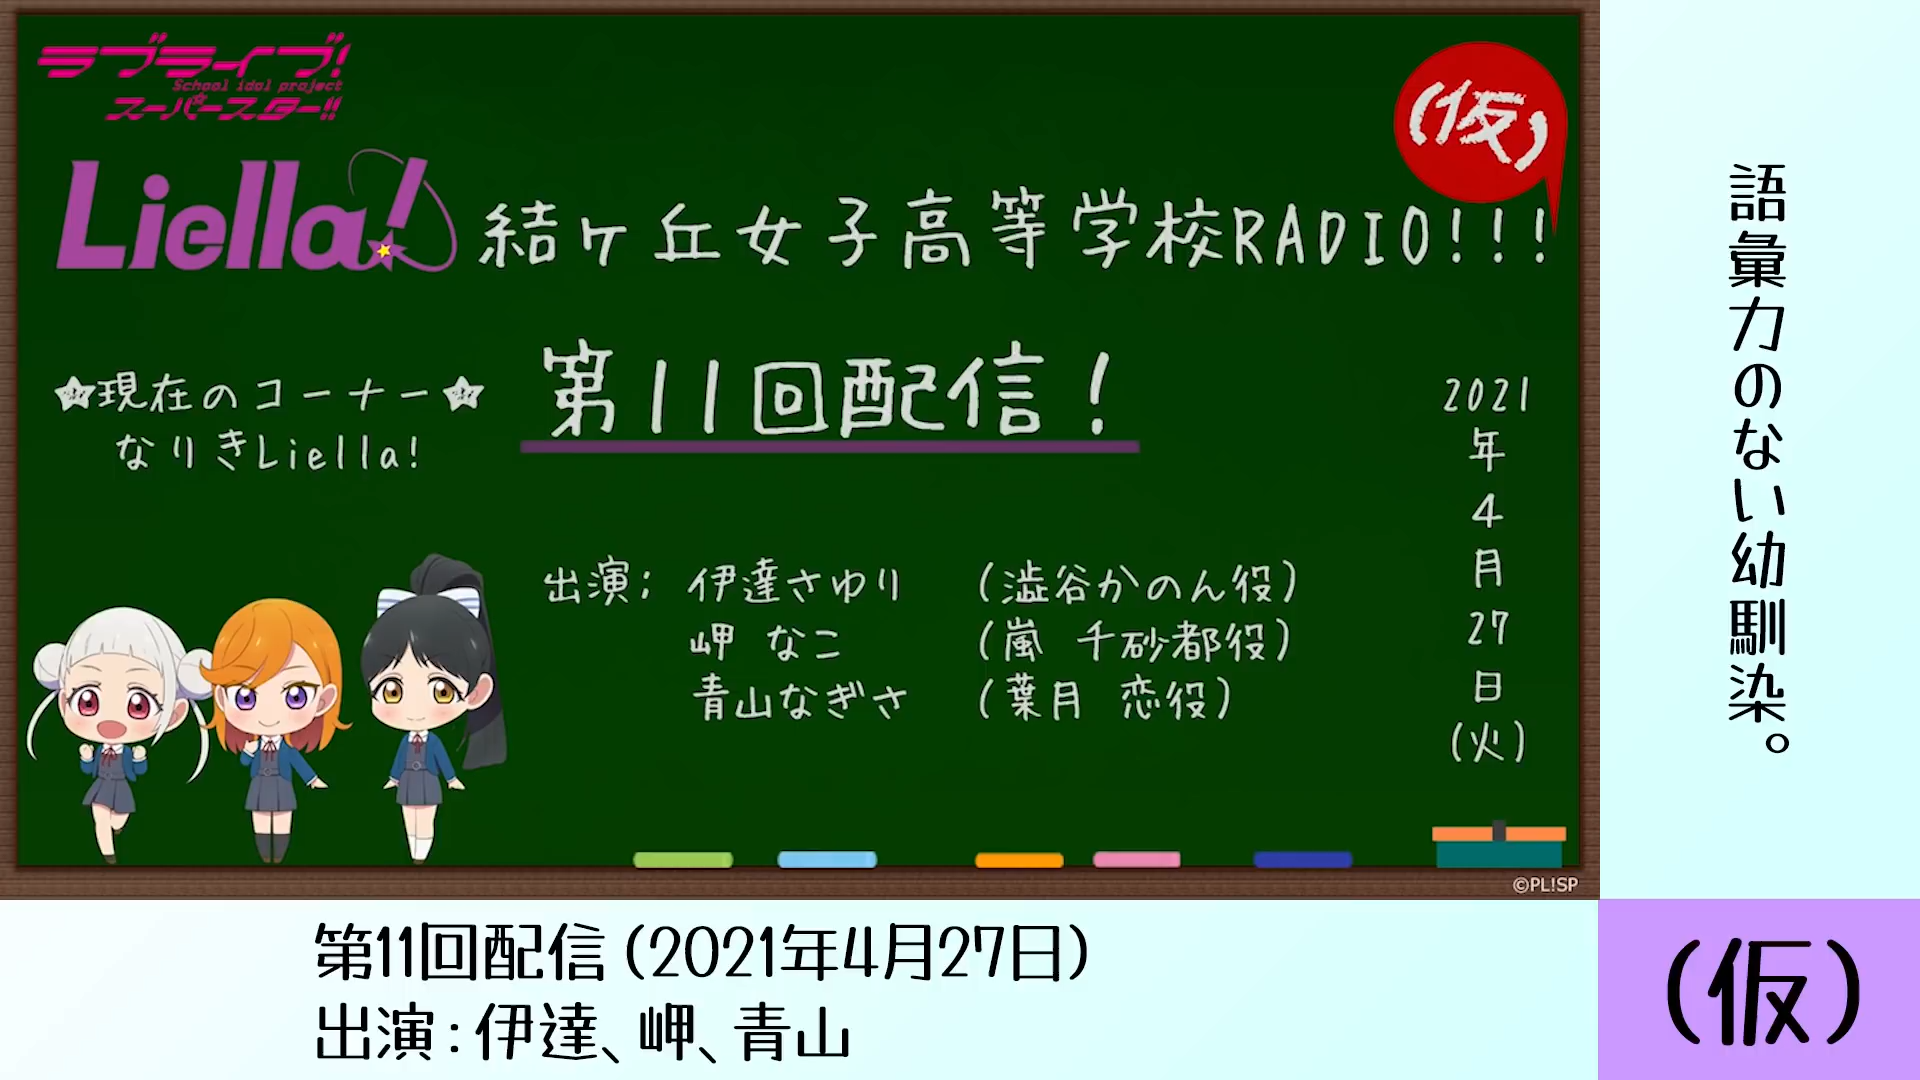 ラブライブ!
School idol project
スーパースター!!
(仮)
Liella! 結ヶ丘女子高等学校RADIO!!!
第11回配信!
★現在のコーナー★
なりきLiella!
出演; 伊達さゆり (澁谷かのん役)
岬 なこ (嵐 千砂都役)
青山なぎさ (葉月 恋役)
2021年4月27日(火)
©PL!SP
語彙力のない幼馴染。
第11回配信(2021年4月27日)
出演:伊達、岬、青山
(仮)